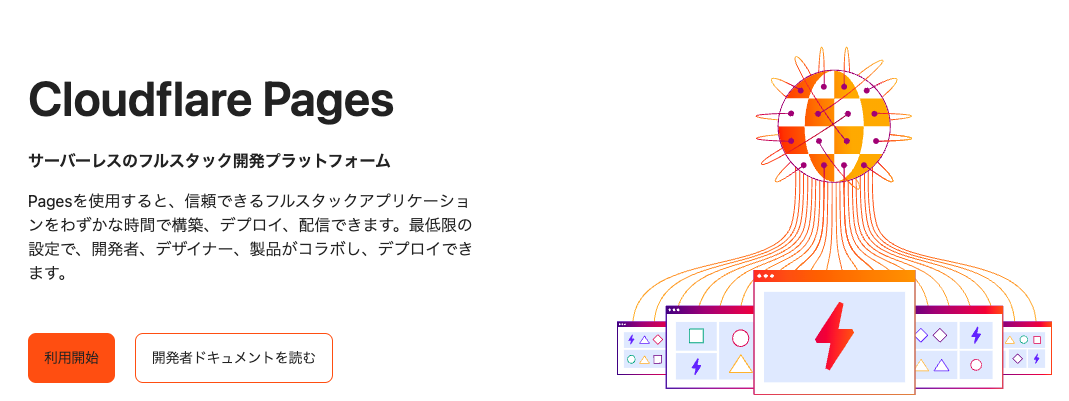 Cloudflare Pages
サーバーレスのフルスタック開発プラットフォーム
Pagesを使用すると、信頼できるフルスタックアプリケーショ
ンをわずかな時間で構築、デプロイ、配信できます。最低限の
設定で、開発者、デザイナー、製品がコラボし、デプロイでき
ます。
利用開始
開発者ドキュメントを読む